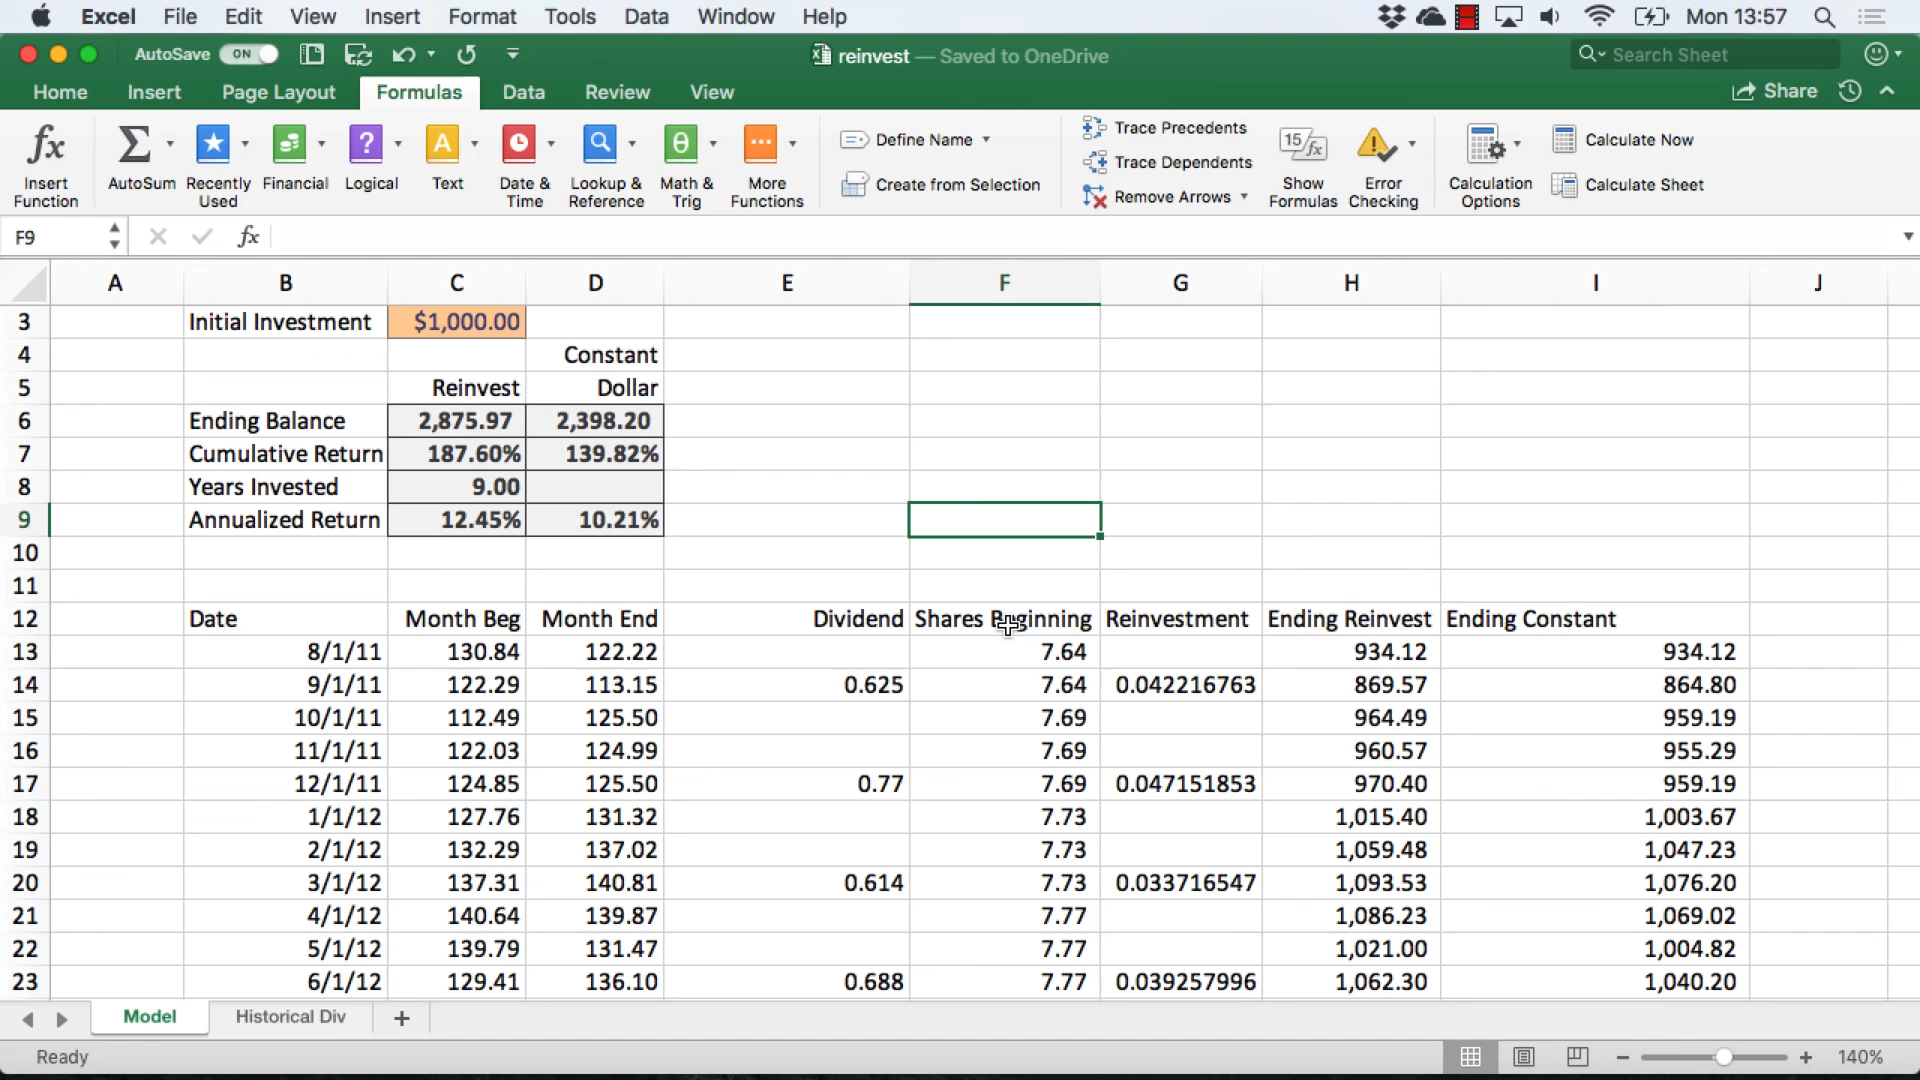 Excel File Edit View Insert Format Tools Data Window Help Mon 13:57
AutoSave ON reinvest — Saved to OneDrive Search Sheet
Home Insert Page Layout Formulas Data Review View Share
Insert Function AutoSum Recently Used Financial Logical Text Date & Time Lookup & Reference Math & Trig More Functions
Define Name
Create from Selection
Trace Precedents
Trace Dependents
Remove Arrows
Show Formulas Error Checking Calculation Options
Calculate Now
Calculate Sheet
F9 fx
A B C D E F G H I J
3 Initial Investment $1,000.00
4 Constant
5 Reinvest Dollar
6 Ending Balance 2,875.97 2,398.20
7 Cumulative Return 187.60% 139.82%
8 Years Invested 9.00
9 Annualized Return 12.45% 10.21%
10
11
12 Date Month Beg Month End Dividend Shares Beginning Reinvestment Ending Reinvest Ending Constant
13 8/1/11 130.84 122.22 7.64 934.12 934.12
14 9/1/11 122.29 113.15 0.625 7.64 0.042216763 869.57 864.80
15 10/1/11 112.49 125.50 7.69 964.49 959.19
16 11/1/11 122.03 124.99 7.69 960.57 955.29
17 12/1/11 124.85 125.50 0.77 7.69 0.047151853 970.40 959.19
18 1/1/12 127.76 131.32 7.73 1,015.40 1,003.67
19 2/1/12 132.29 137.02 7.73 1,059.48 1,047.23
20 3/1/12 137.31 140.81 0.614 7.73 0.033716547 1,093.53 1,076.20
21 4/1/12 140.64 139.87 7.77 1,086.23 1,069.02
22 5/1/12 139.79 131.47 7.77 1,021.00 1,004.82
23 6/1/12 129.41 136.10 0.688 7.77 0.039257996 1,062.30 1,040.20
Model Historical Div +
Ready 140%